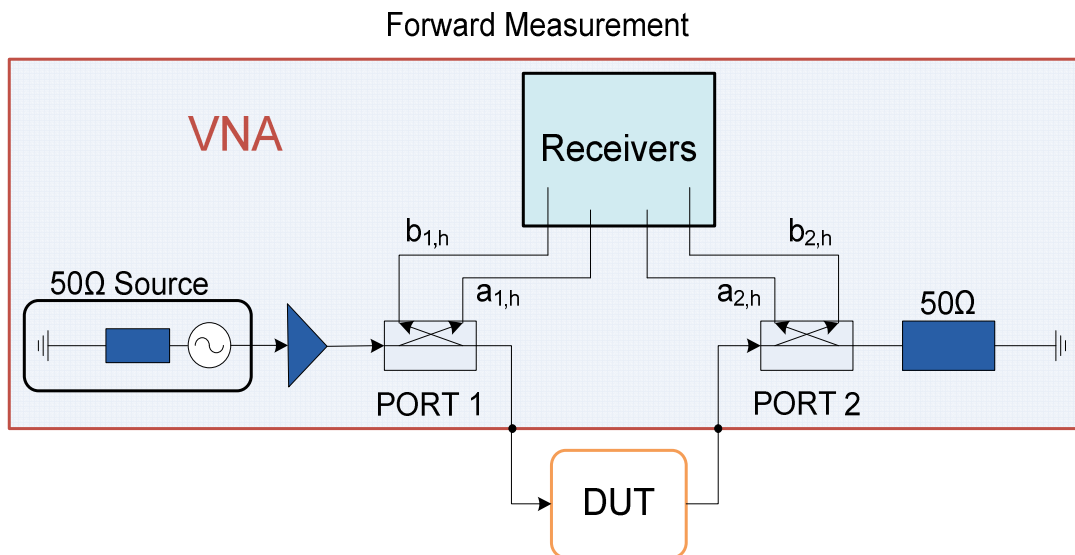 Forward Measurement
VNA
Receivers
b1,h
b2,h
a1,h
a2,h
50Ω Source
50Ω
PORT 1
PORT 2
DUT